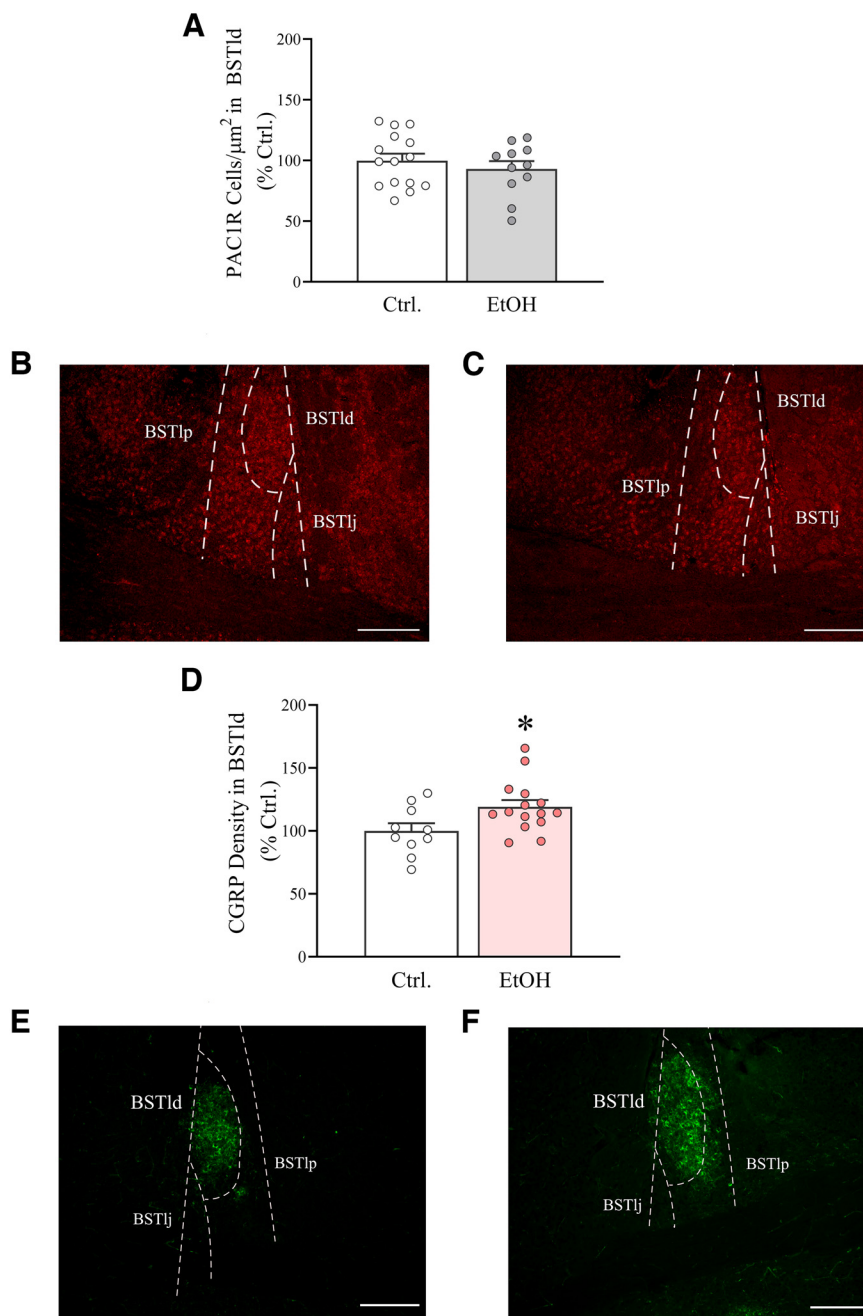 A
PAC1R Cells/µm² in BSTld
(% Ctrl.)
200
150
100
50
0
Ctrl.
EtOH
B
BSTlp
BSTld
BSTlj
C
BSTlp
BSTld
BSTlj
D
CGRP Density in BSTld
(% Ctrl.)
200
150
100
50
0
*
Ctrl.
EtOH
E
BSTld
BSTlp
BSTlj
F
BSTld
BSTlp
BSTlj